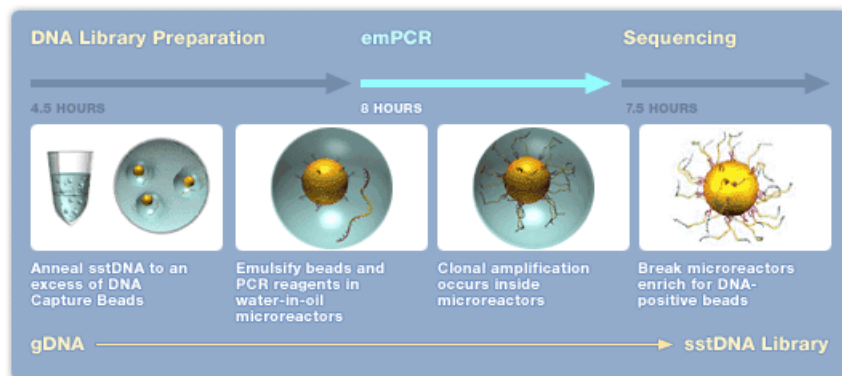 DNA Library Preparation
emPCR
Sequencing
4.5 HOURS
8 HOURS
7.5 HOURS
Anneal sstDNA to an
excess of DNA
Capture Beads
Emulsify beads and
PCR reagents in
water-in-oil
microreactors
Clonal amplification
occurs inside
microreactors
Break microreactors
enrich for DNA-
positive beads
gDNA
sstDNA Library